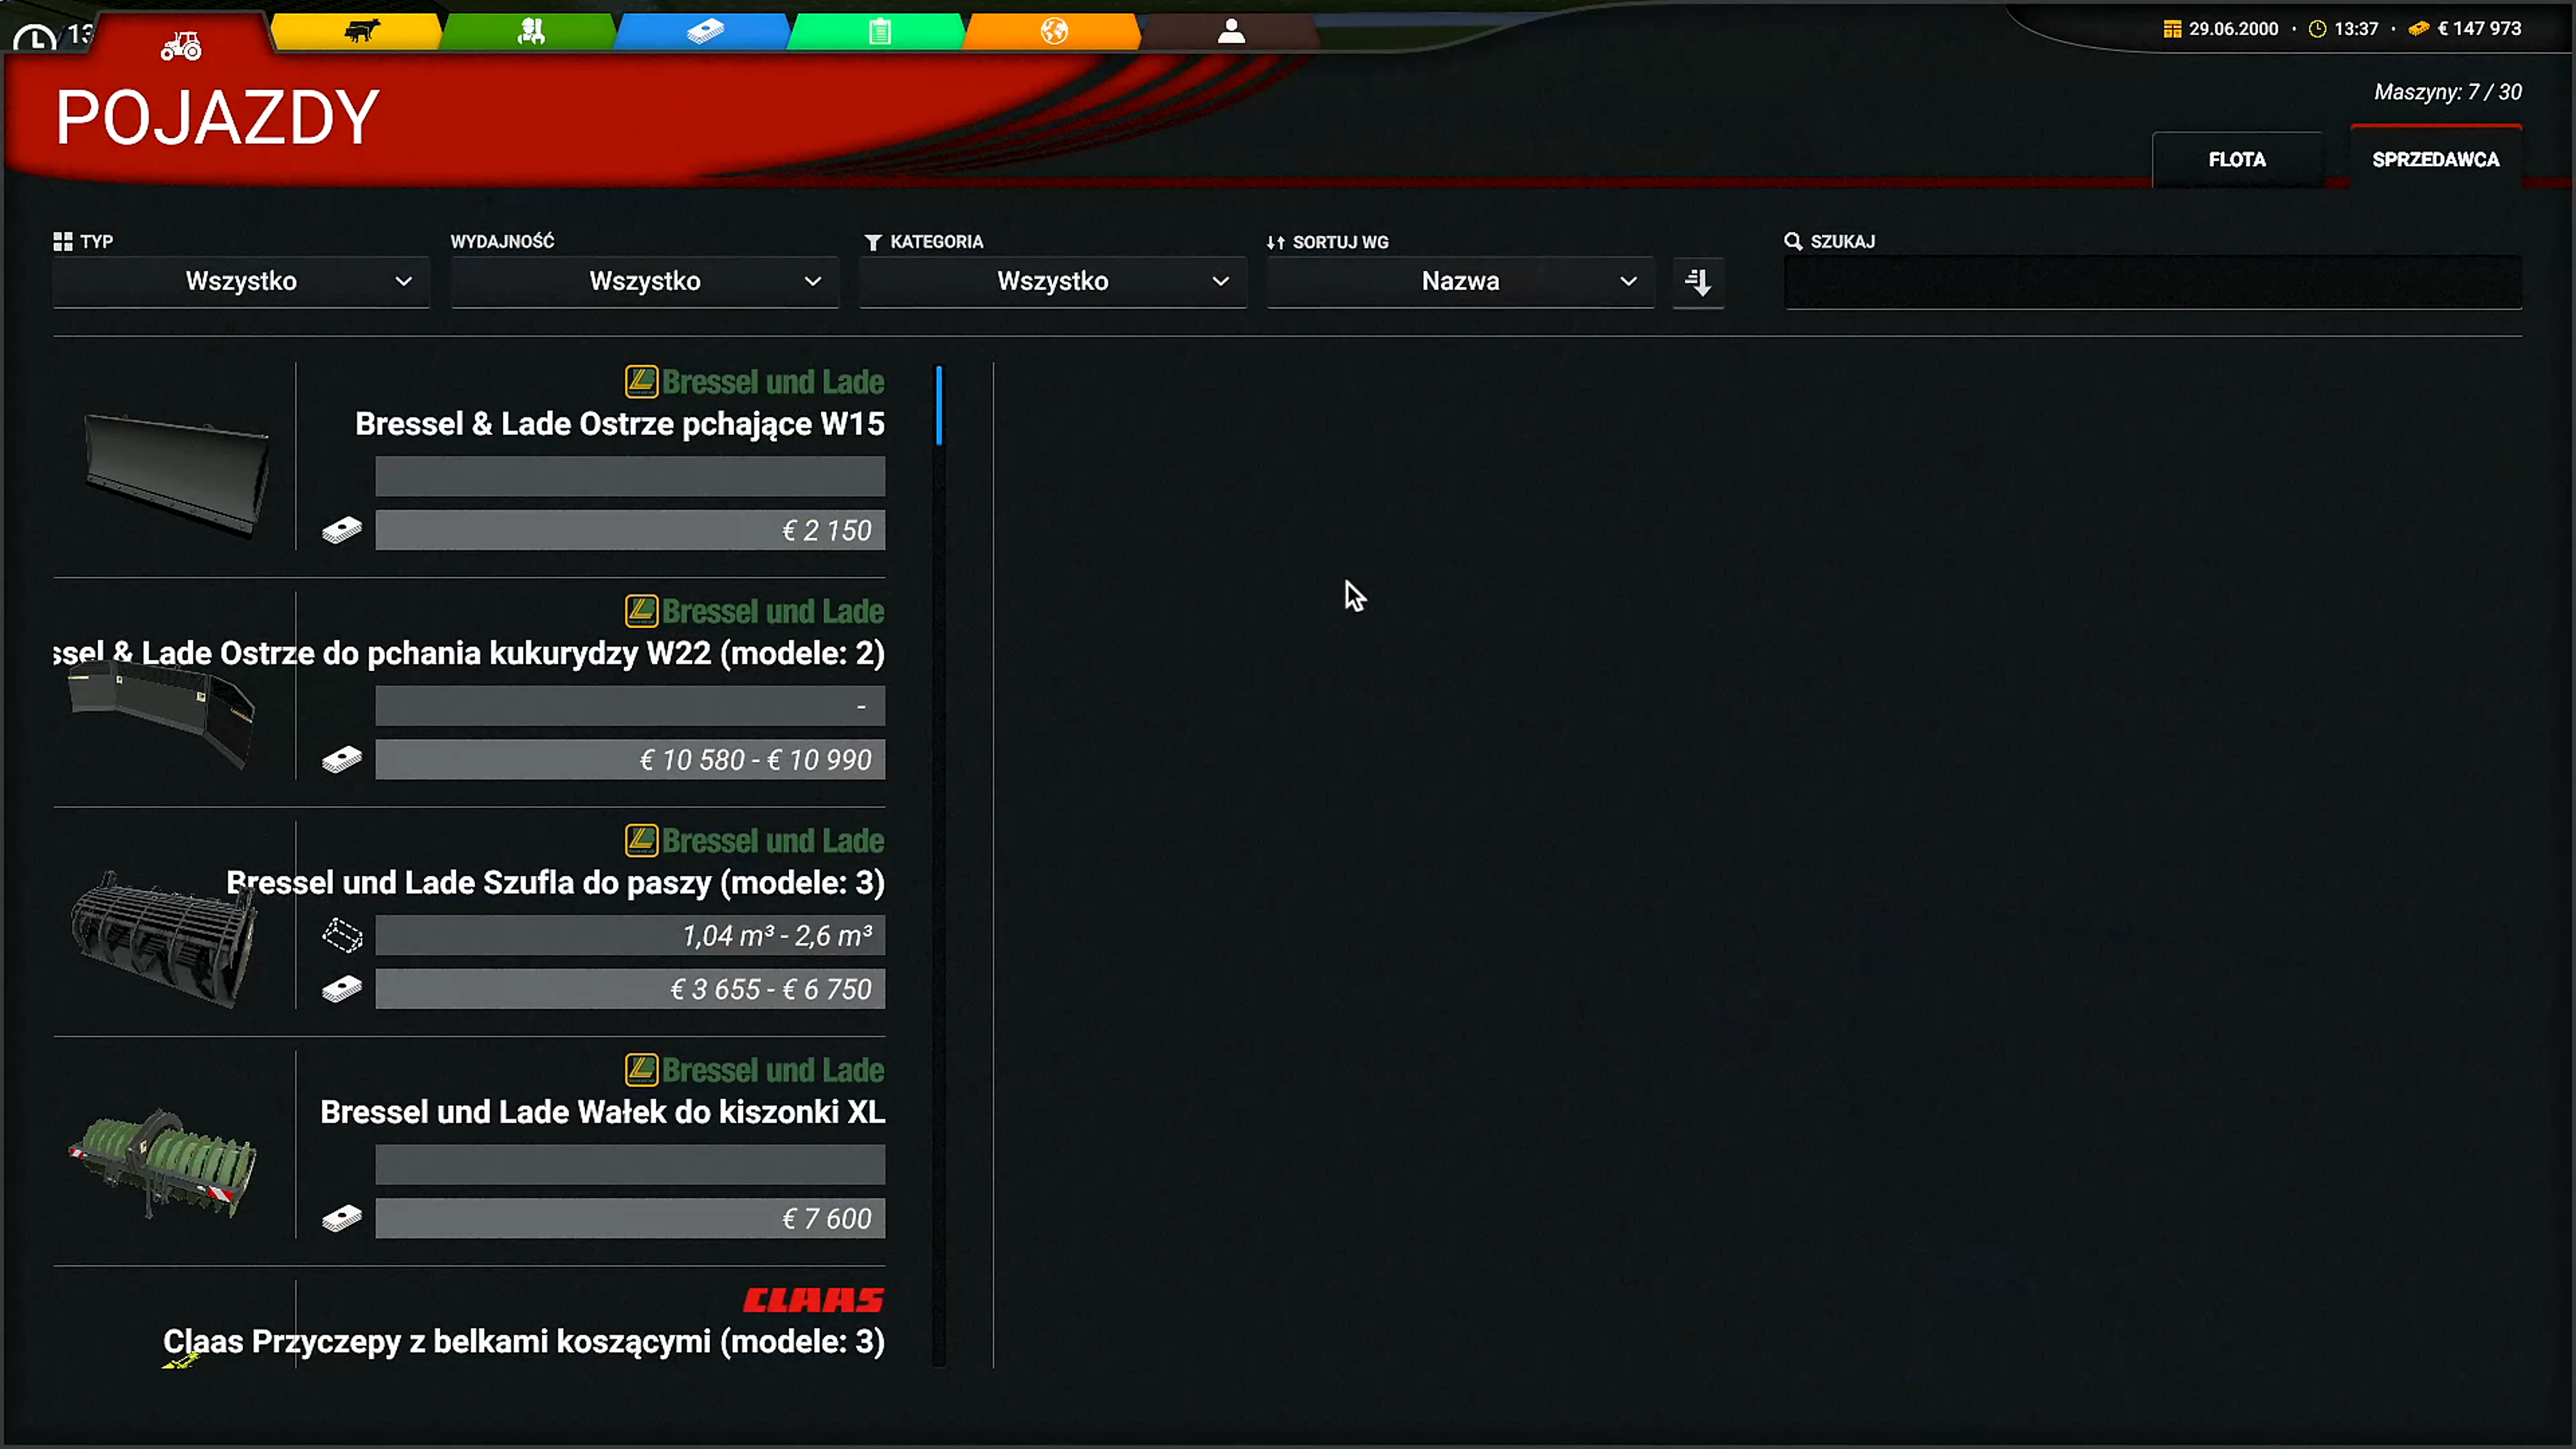 13
29.06.2000 · 13:37 · € 147 973
POJAZDY
Maszyny: 7 / 30
FLOTA
SPRZEDAWCA
TYP
Wszystko
WYDAJNOŚĆ
Wszystko
KATEGORIA
Wszystko
SORTUJ WG
Nazwa
SZUKAJ
Bressel und Lade
Bressel & Lade Ostrze pchające W15
€ 2 150
Bressel und Lade
ssel & Lade Ostrze do pchania kukurydzy W22 (modele: 2)
-
€ 10 580 - € 10 990
Bressel und Lade
Bressel und Lade Szufla do paszy (modele: 3)
1,04 m³ - 2,6 m³
€ 3 655 - € 6 750
Bressel und Lade
Bressel und Lade Wałek do kiszonki XL
€ 7 600
CLAAS
Claas Przyczepy z belkami koszącymi (modele: 3)